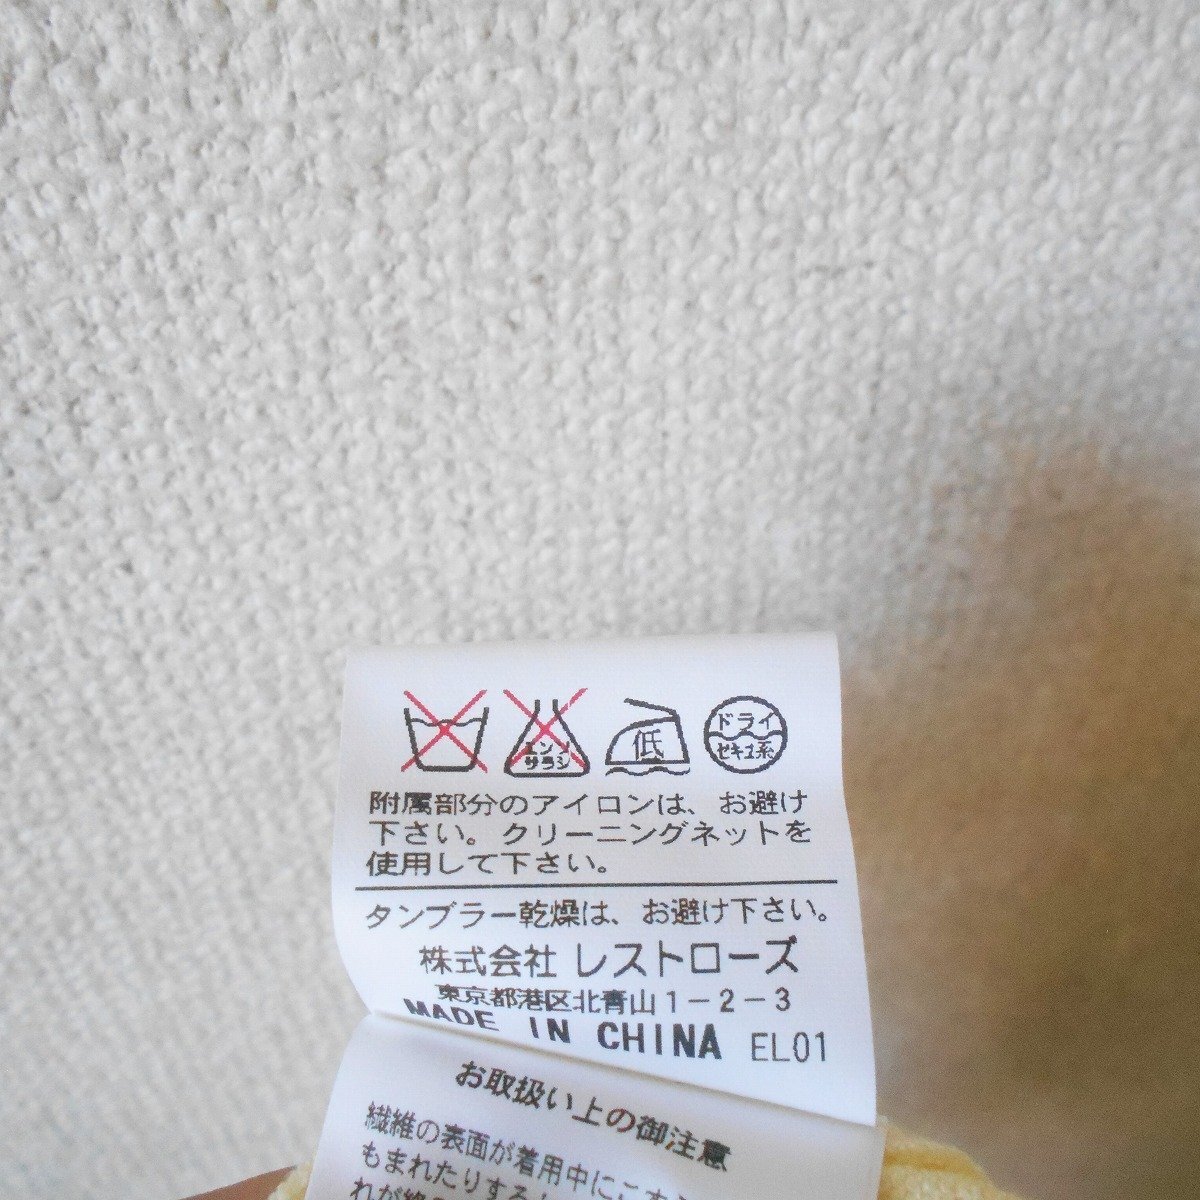 エンソ
サラシ
低
ドライ
セキユ系
附属部分のアイロンは、お避け
下さい。クリーニングネットを
使用して下さい。
タンブラー乾燥は、お避け下さい。
株式会社 レストローズ
東京都港区北青山1-2-3
MADE IN CHINA EL01
お取扱い上の御注意
繊維の表面が着用中にこす
もまれたりすると
れが